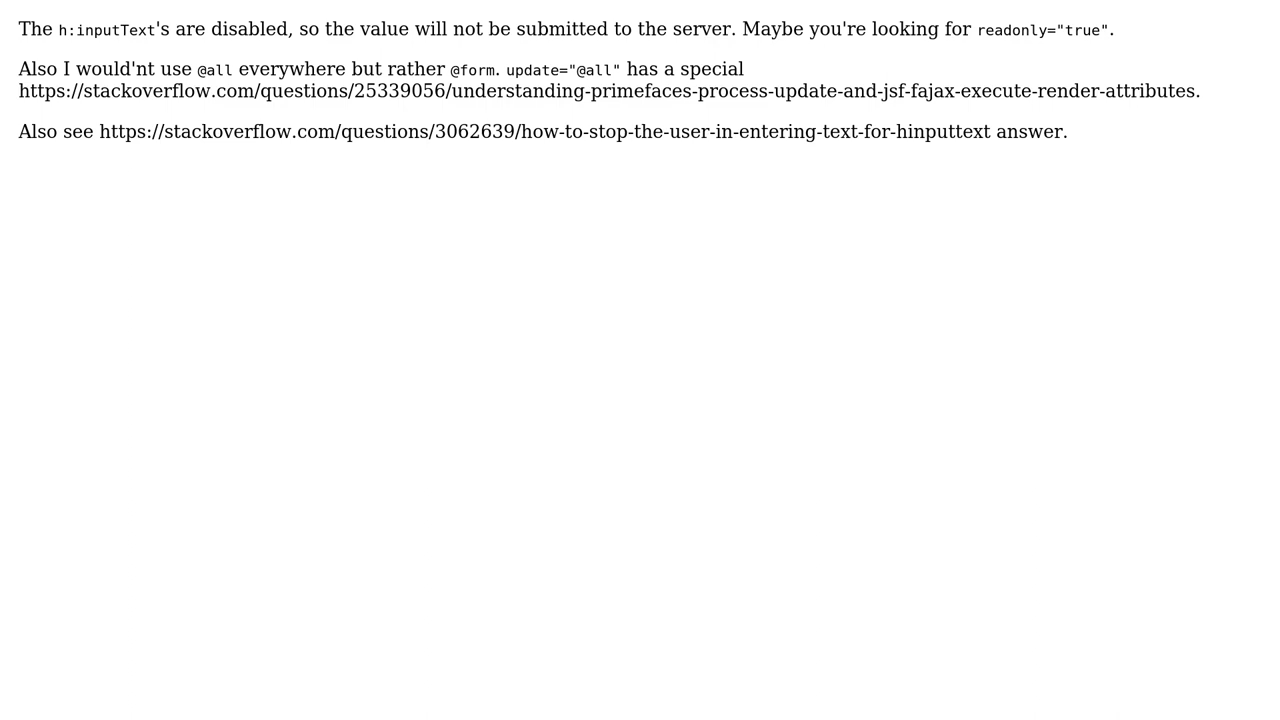 The h:inputText's are disabled, so the value will not be submitted to the server. Maybe you're looking for readonly="true".
Also I would'nt use @all everywhere but rather @form. update="@all" has a special
https://stackoverflow.com/questions/25339056/understanding-primefaces-process-update-and-jsf-fajax-execute-render-attributes.
Also see https://stackoverflow.com/questions/3062639/how-to-stop-the-user-in-entering-text-for-hinputtext answer.